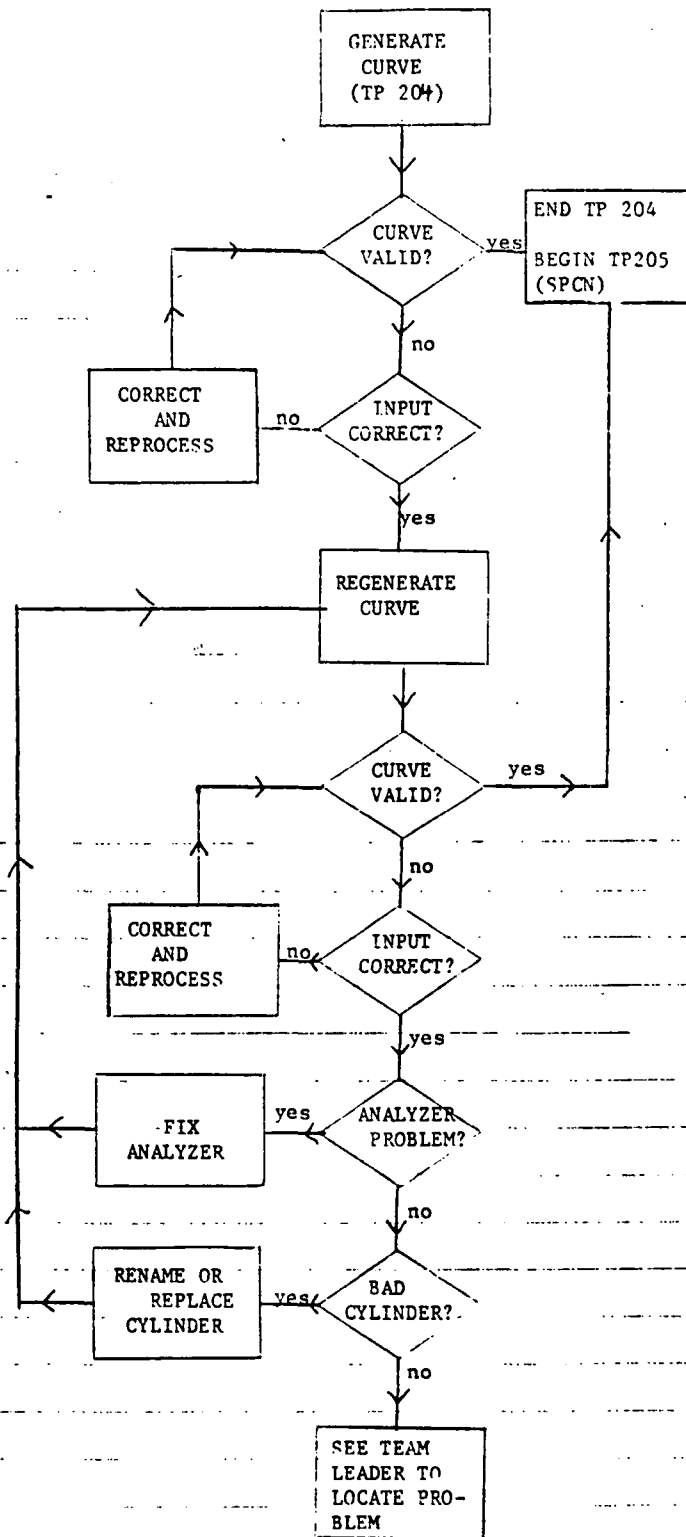 GENERATE
CURVE
(TP 204)
CURVE
VALID?
yes
END TP 204
BEGIN TP205
(SPCN)
no
CORRECT
AND
REPROCESS
no
INPUT
CORRECT?
yes
REGENERATE
CURVE
CURVE
VALID?
yes
no
CORRECT
AND
REPROCESS
no
INPUT
CORRECT?
yes
FIX
ANALYZER
yes
ANALYZER
PROBLEM?
no
RENAME OR
REPLACE
CYLINDER
yes
BAD
CYLINDER?
no
SEE TEAM
LEADER TO
LOCATE PRO-
BLEM